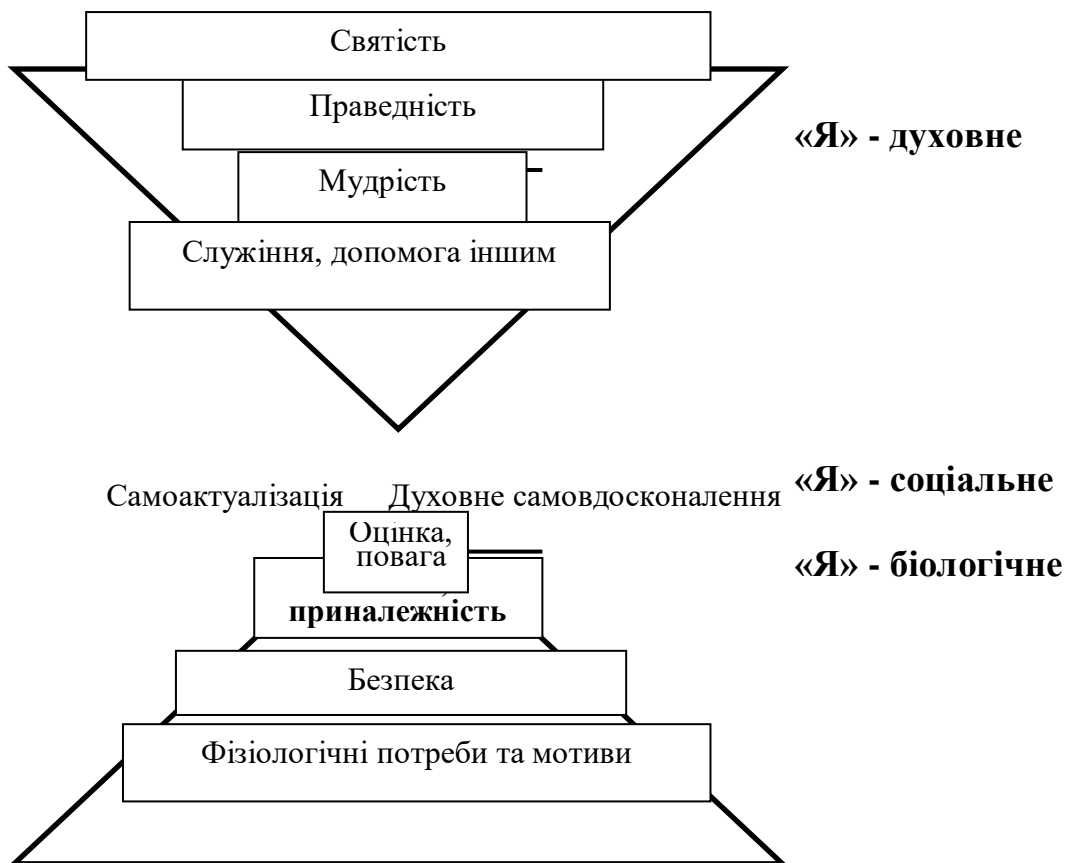 Святість
Праведність
«Я» - духовне
Мудрість
Служіння, допомога іншим
«Я» - соціальне
Самоактуалізація Духовне самовдосконалення
Оцінка,
повага
«Я» - біологічне
приналежність
Безпека
Фізіологічні потреби та мотиви